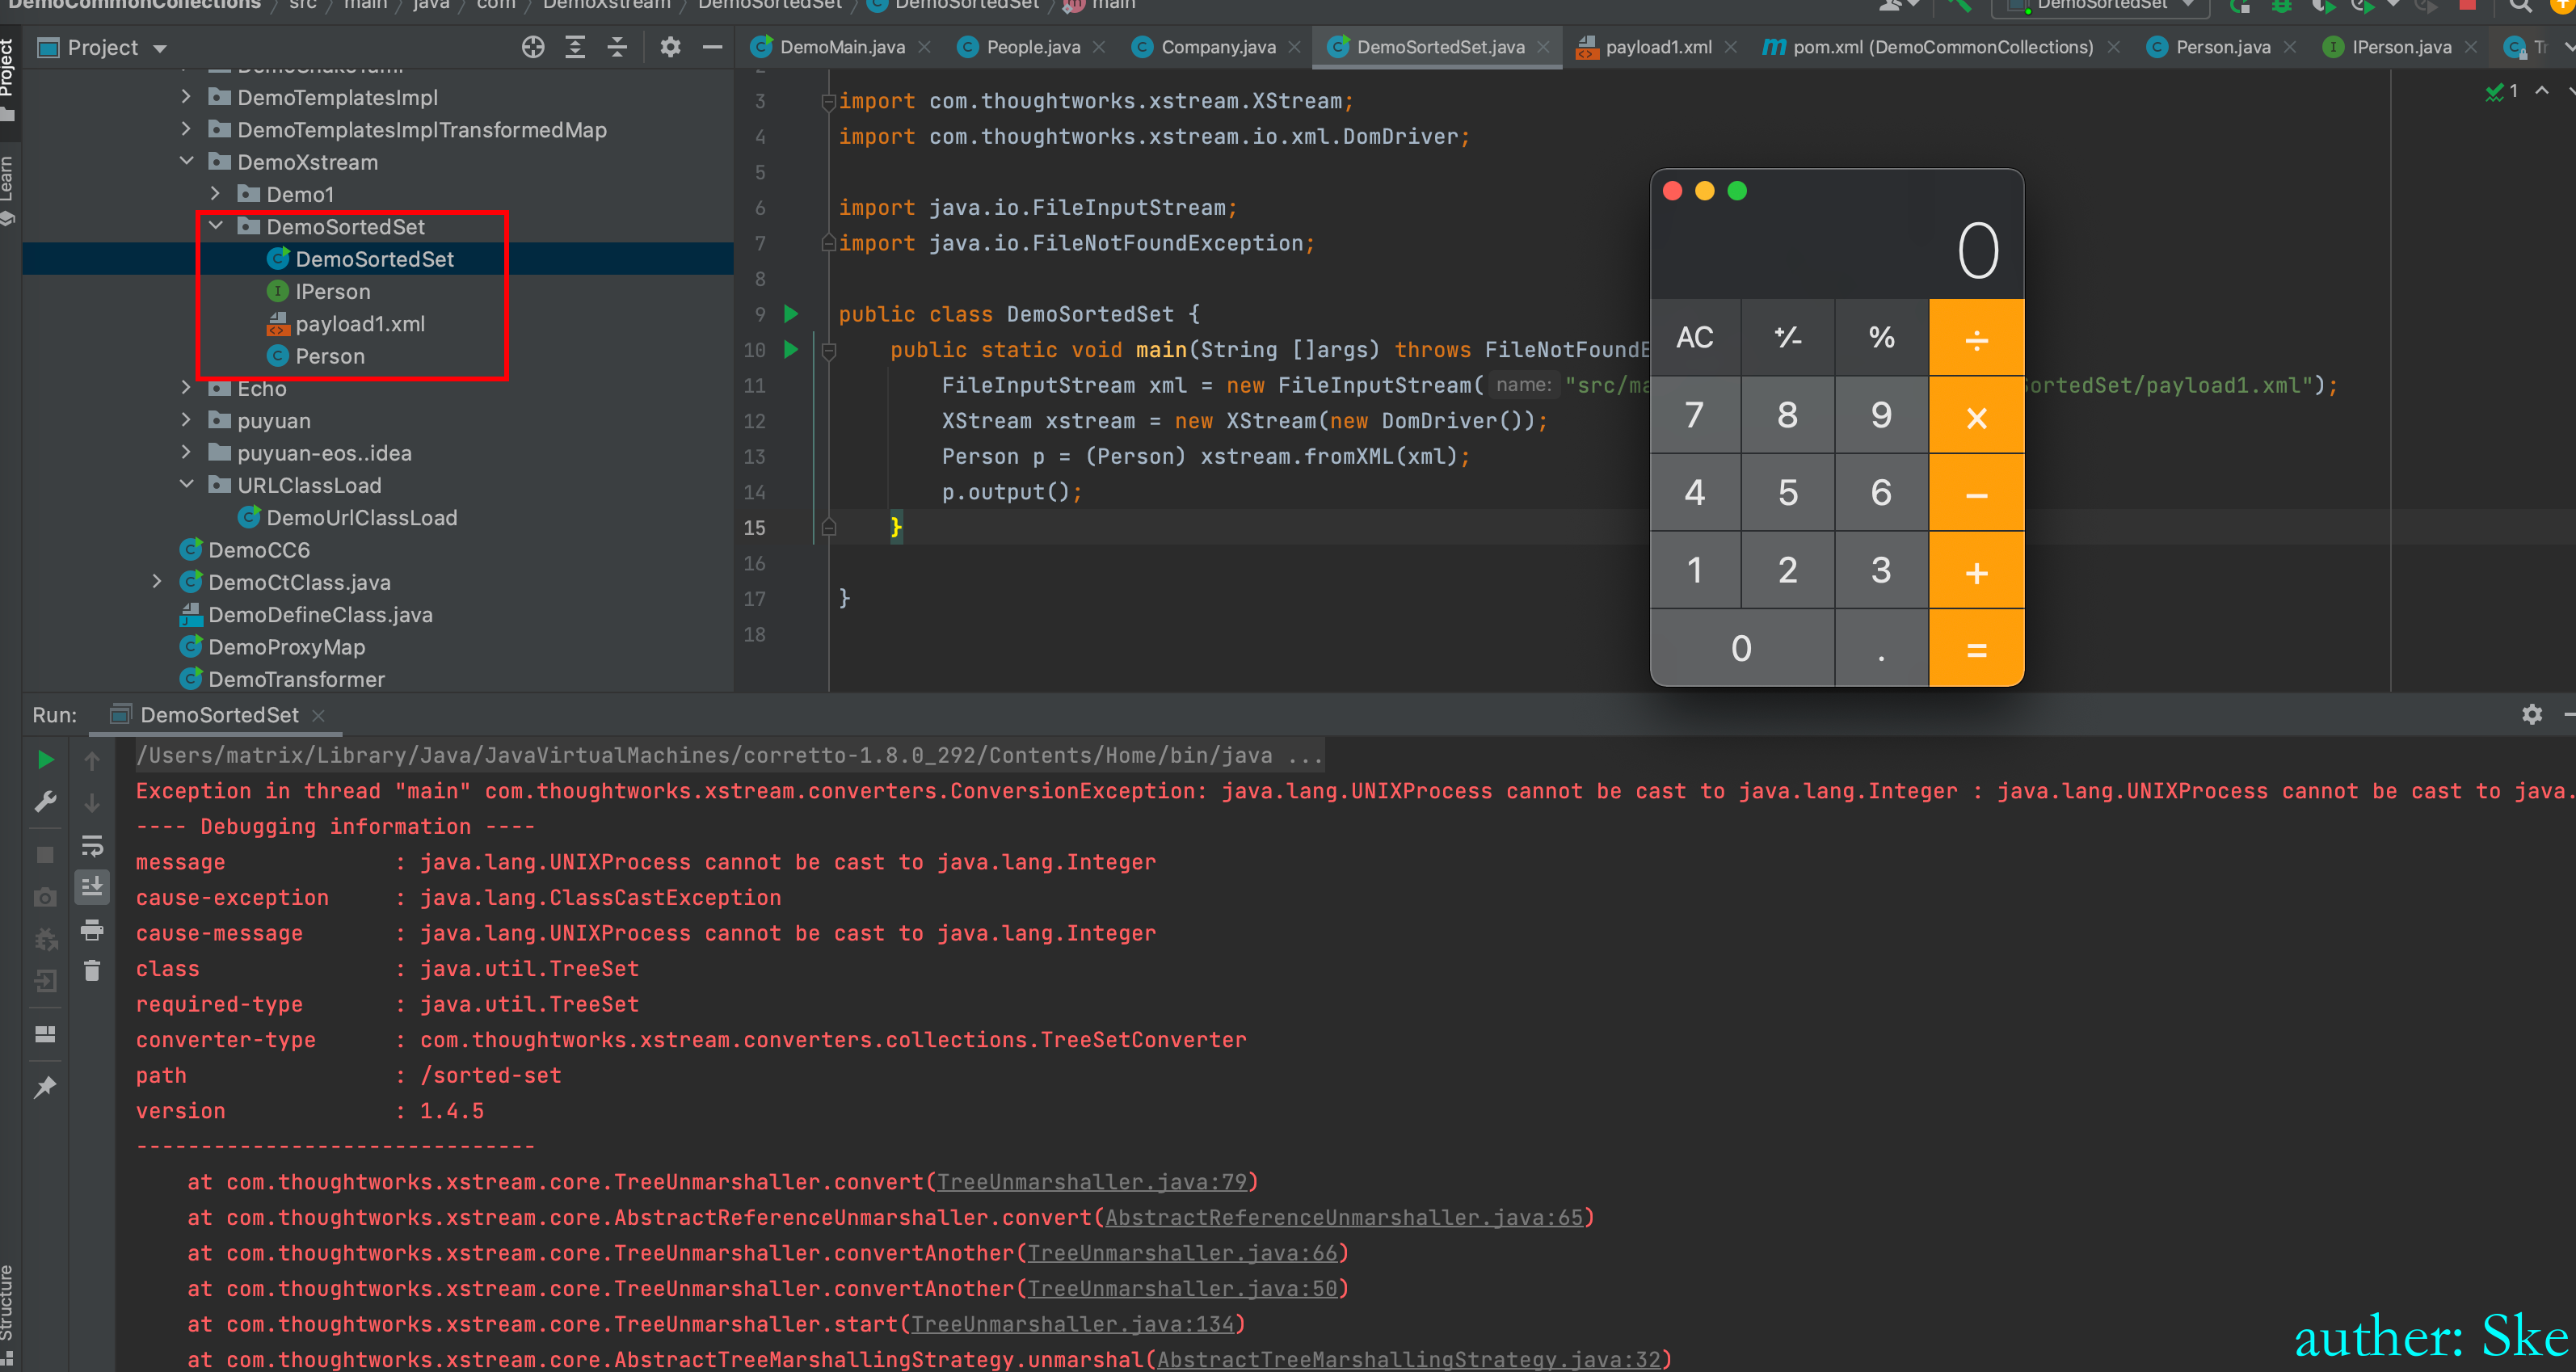 DemoCommonCollections src main java com DemoXstream DemoSortedSet DemoSortedSet main DemoSortedSet
Project
DemoMain.java People.java Company.java DemoSortedSet.java payload1.xml pom.xml (DemoCommonCollections) Person.java IPerson.java
Project
Learn
Structure
DemoTemplatesImpl
DemoTemplatesImplTransformedMap
DemoXstream
Demo1
DemoSortedSet
DemoSortedSet
IPerson
payload1.xml
Person
Echo
puyuan
puyuan-eos..idea
URLClassLoad
DemoUrlClassLoad
DemoCC6
DemoCtClass.java
DemoDefineClass.java
DemoProxyMap
DemoTransformer
1
3 import com.thoughtworks.xstream.XStream;
4 import com.thoughtworks.xstream.io.xml.DomDriver;
5
6 import java.io.FileInputStream;
7 import java.io.FileNotFoundException;
8
9 public class DemoSortedSet {
10 public static void main(String []args) throws FileNotFoundE
11 FileInputStream xml = new FileInputStream( name: "src/ma ortedSet/payload1.xml");
12 XStream xstream = new XStream(new DomDriver());
13 Person p = (Person) xstream.fromXML(xml);
14 p.output();
15 }
16
17 }
18
0
AC +⁄- % ÷
7 8 9 ×
4 5 6 −
1 2 3 +
0 . =
Run: DemoSortedSet
/Users/matrix/Library/Java/JavaVirtualMachines/corretto-1.8.0_292/Contents/Home/bin/java ...
Exception in thread "main" com.thoughtworks.xstream.converters.ConversionException: java.lang.UNIXProcess cannot be cast to java.lang.Integer : java.lang.UNIXProcess cannot be cast to java.
---- Debugging information ----
message : java.lang.UNIXProcess cannot be cast to java.lang.Integer
cause-exception : java.lang.ClassCastException
cause-message : java.lang.UNIXProcess cannot be cast to java.lang.Integer
class : java.util.TreeSet
required-type : java.util.TreeSet
converter-type : com.thoughtworks.xstream.converters.collections.TreeSetConverter
path : /sorted-set
version : 1.4.5
-------------------------------
at com.thoughtworks.xstream.core.TreeUnmarshaller.convert(TreeUnmarshaller.java:79)
at com.thoughtworks.xstream.core.AbstractReferenceUnmarshaller.convert(AbstractReferenceUnmarshaller.java:65)
at com.thoughtworks.xstream.core.TreeUnmarshaller.convertAnother(TreeUnmarshaller.java:66)
at com.thoughtworks.xstream.core.TreeUnmarshaller.convertAnother(TreeUnmarshaller.java:50)
at com.thoughtworks.xstream.core.TreeUnmarshaller.start(TreeUnmarshaller.java:134)
at com.thoughtworks.xstream.core.AbstractTreeMarshallingStrategy.unmarshal(AbstractTreeMarshallingStrategy.java:32)
auther: Ske